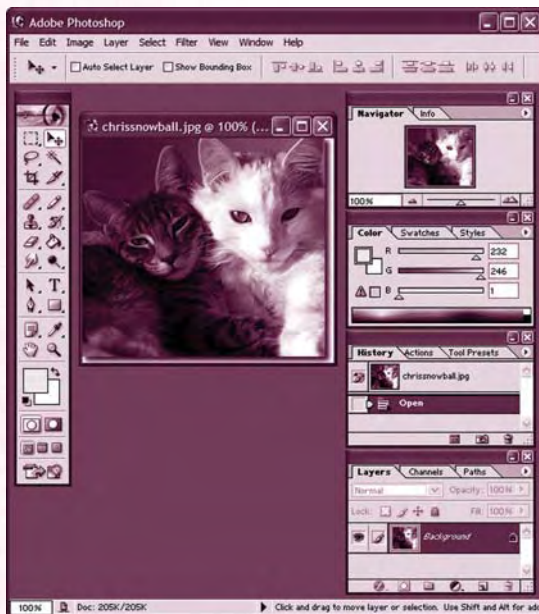 Adobe Photoshop
File Edit Image Layer Select Filter View Window Help
Auto Select Layer Show Bounding Box
chrissnowball.jpg @ 100% (...
Navigator Info
100%
Color Swatches Styles
R 232
G 246
B 1
History Actions Tool Presets
chrissnowball.jpg
Open
Layers Channels Paths
Normal Opacity: 100%
Lock: Fill: 100%
Background
100% Doc: 205K/205K Click and drag to move layer or selection. Use Shift and Alt for ad